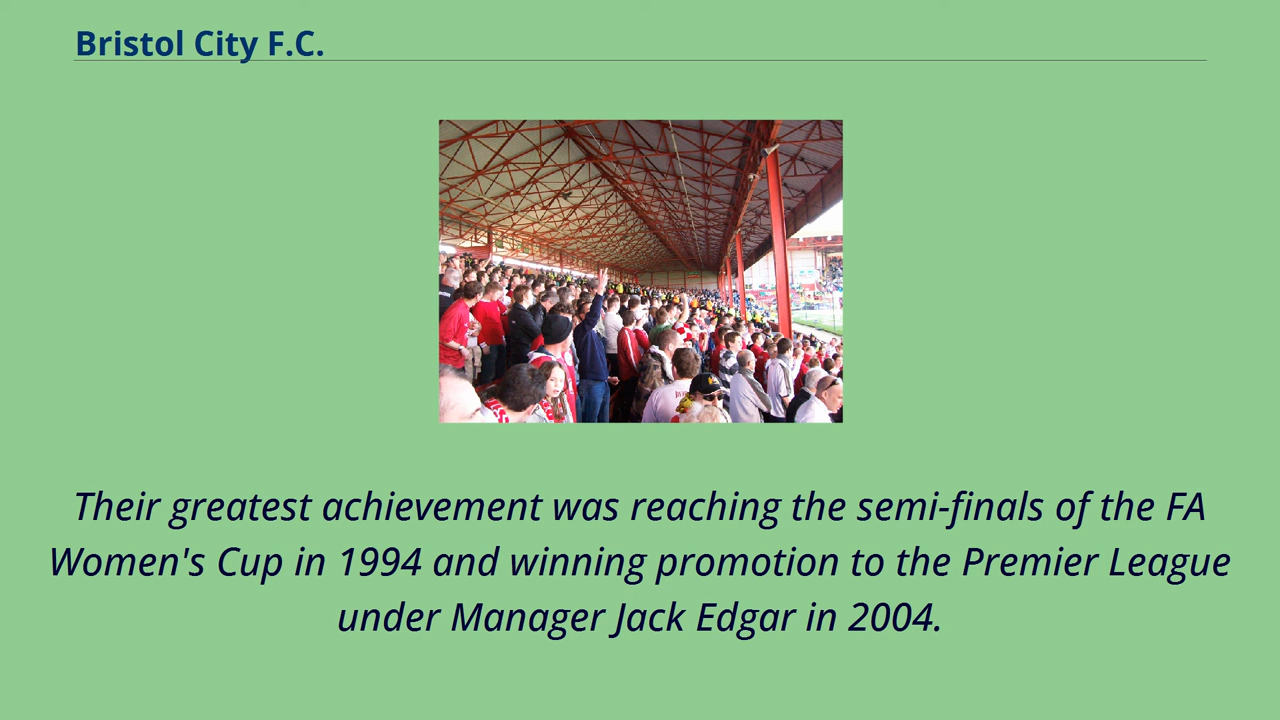 Bristol City F.C.
Their greatest achievement was reaching the semi-finals of the FA
Women's Cup in 1994 and winning promotion to the Premier League
under Manager Jack Edgar in 2004.